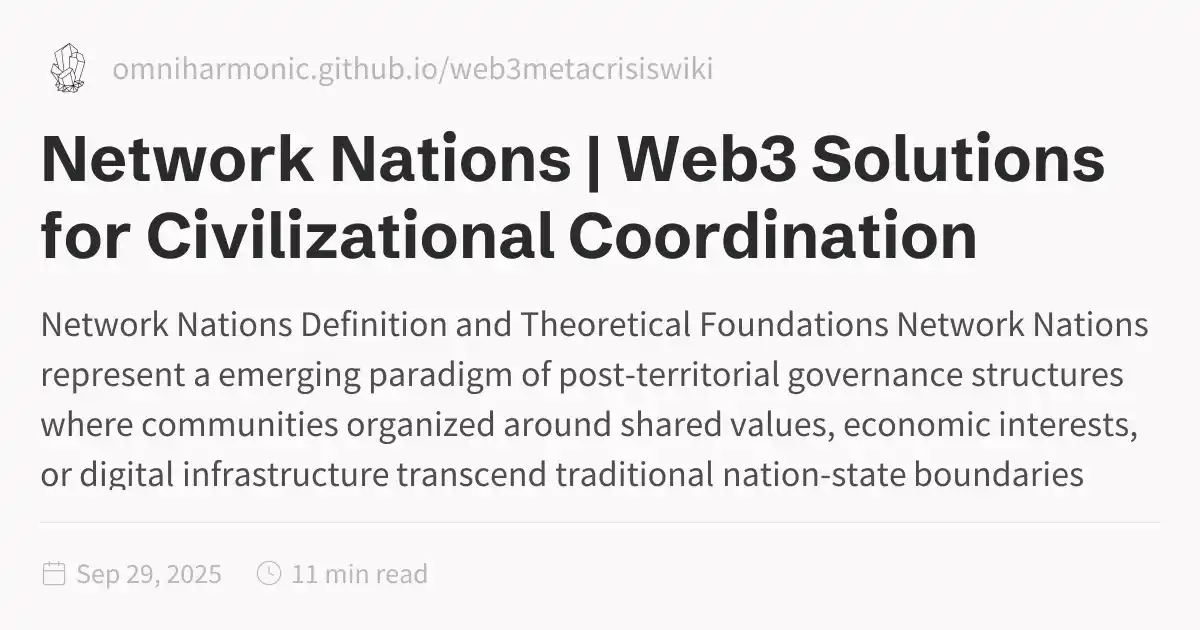 omniharmonic.github.io/web3metacrisiswiki
Network Nations | Web3 Solutions
for Civilizational Coordination
Network Nations Definition and Theoretical Foundations Network Nations
represent a emerging paradigm of post-territorial governance structures
where communities organized around shared values, economic interests,
or digital infrastructure transcend traditional nation-state boundaries
Sep 29, 2025 11 min read